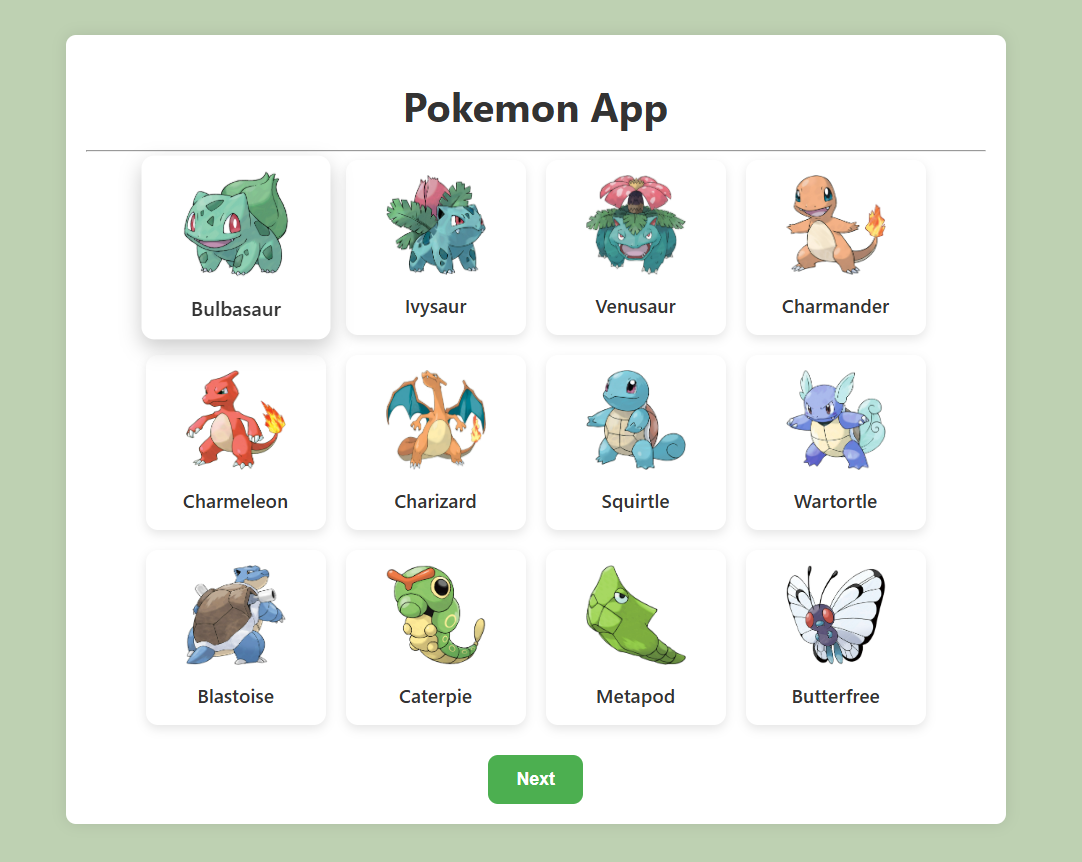 Pokemon App
Bulbasaur
Ivysaur
Venusaur
Charmander
Charmeleon
Charizard
Squirtle
Wartortle
Blastoise
Caterpie
Metapod
Butterfree
Next